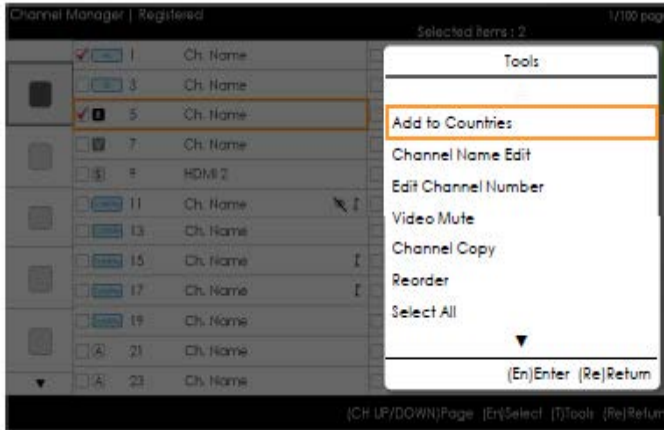 Channel Manager | Registered
1/100 page
Selected items : 2
1 Ch. Name
3 Ch. Name
5 Ch. Name
7 Ch. Name
9 HDMI 2
11 Ch. Name
13 Ch. Name
15 Ch. Name
17 Ch. Name
19 Ch. Name
A 21 Ch. Name
A 23 Ch. Name
Tools
Add to Countries
Channel Name Edit
Edit Channel Number
Video Mute
Channel Copy
Reorder
Select All
▼
(En)Enter (Re)Return
(CH UP/DOWN)Page (En)Select (T)Tools (Re)Return